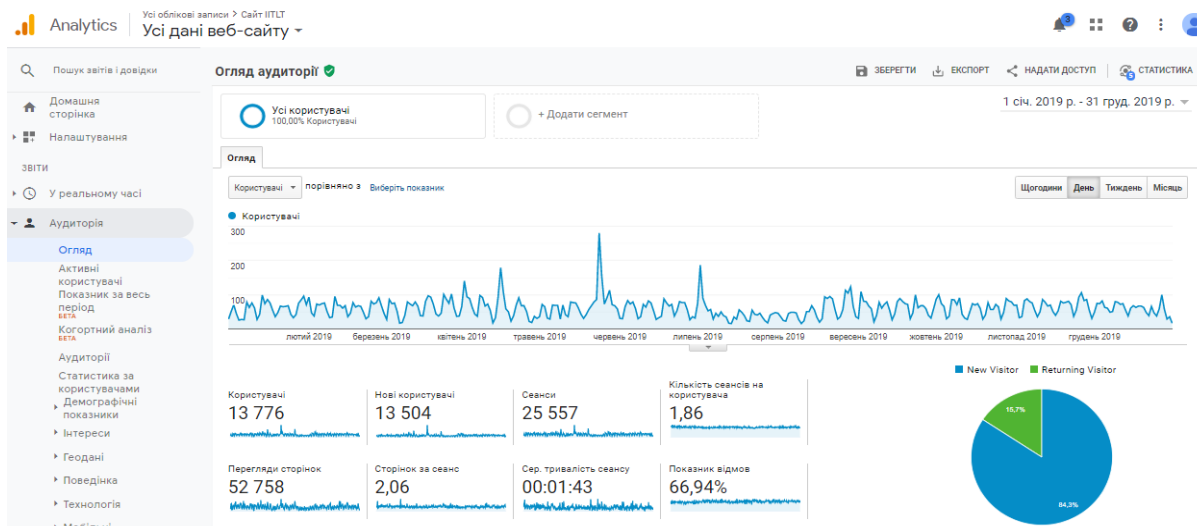 Analytics
Усі облікові записи > Сайт IITLT
Усі дані веб-сайту
3
Пошук звітів і довідки
Домашня
сторінка
Налаштування
ЗВІТИ
У реальному часі
Аудиторія
Огляд
Активні
користувачі
Показник за весь
період
БЕТА
Когортний аналіз
БЕТА
Аудиторії
Статистика за
користувачами
Демографічні
показники
Інтереси
Геодані
Поведінка
Технологія
Огляд аудиторії
ЗБЕРЕГТИ
ЕКСПОРТ
НАДАТИ ДОСТУП
5
СТАТИСТИКА
Усі користувачі
100,00% Користувачі
+ Додати сегмент
1 січ. 2019 р. - 31 груд. 2019 р.
Огляд
Користувачі
порівняно з
Виберіть показник
Щогодини
День
Тиждень
Місяць
Користувачі
300
200
100
лютий 2019
березень 2019
квітень 2019
травень 2019
червень 2019
липень 2019
серпень 2019
вересень 2019
жовтень 2019
листопад 2019
грудень 2019
Користувачі
13 776
Нові користувачі
13 504
Сеанси
25 557
Кількість сеансів на
користувача
1,86
Перегляди сторінок
52 758
Сторінок за сеанс
2,06
Сер. тривалість сеансу
00:01:43
Показник відмов
66,94%
New Visitor
Returning Visitor
15,7%
84,3%